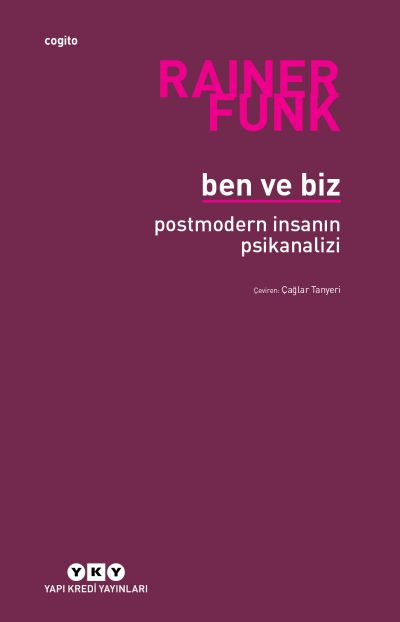 cogito
RAINER
FUNK
ben ve biz
postmodern insanın
psikanalizi
Çeviren: Çağlar Tanyeri
YKY
YAPI KREDİ YAYINLARI